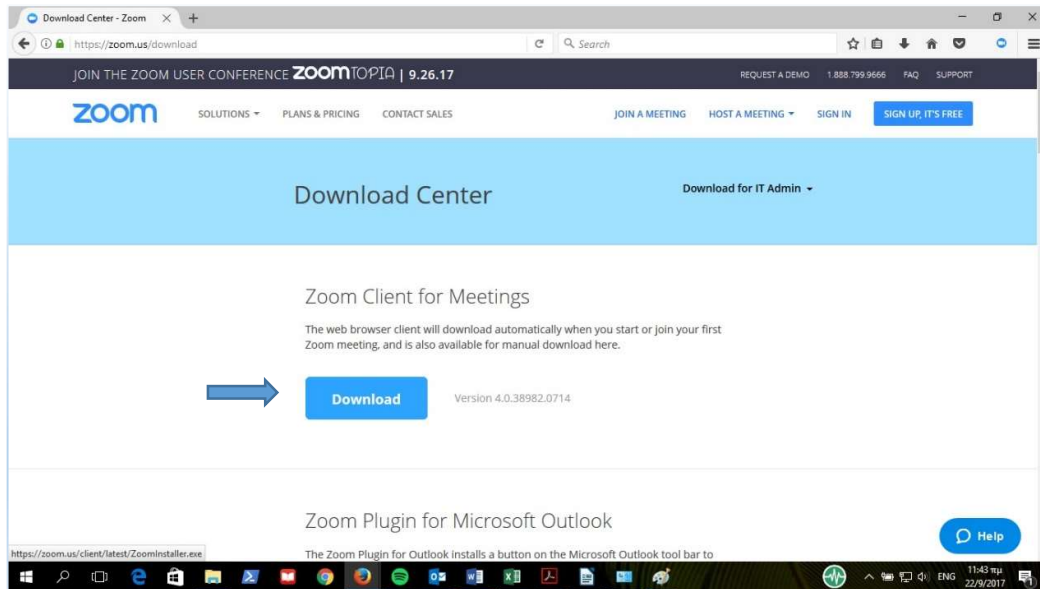 Download Center - Zoom
https://zoom.us/download
Search
JOIN THE ZOOM USER CONFERENCE ZOOMTOPIA | 9.26.17
REQUEST A DEMO 1.888.799.9666 FAQ SUPPORT
zoom SOLUTIONS PLANS & PRICING CONTACT SALES JOIN A MEETING HOST A MEETING SIGN IN SIGN UP, IT'S FREE
Download Center
Download for IT Admin
Zoom Client for Meetings
The web browser client will download automatically when you start or join your first
Zoom meeting, and is also available for manual download here.
Download Version 4.0.38982.0714
Zoom Plugin for Microsoft Outlook
Help
https://zoom.us/client/latest/ZoomInstaller.exe
The Zoom Plugin for Outlook installs a button on the Microsoft Outlook tool bar to
ENG
11:43 πμ
22/9/2017